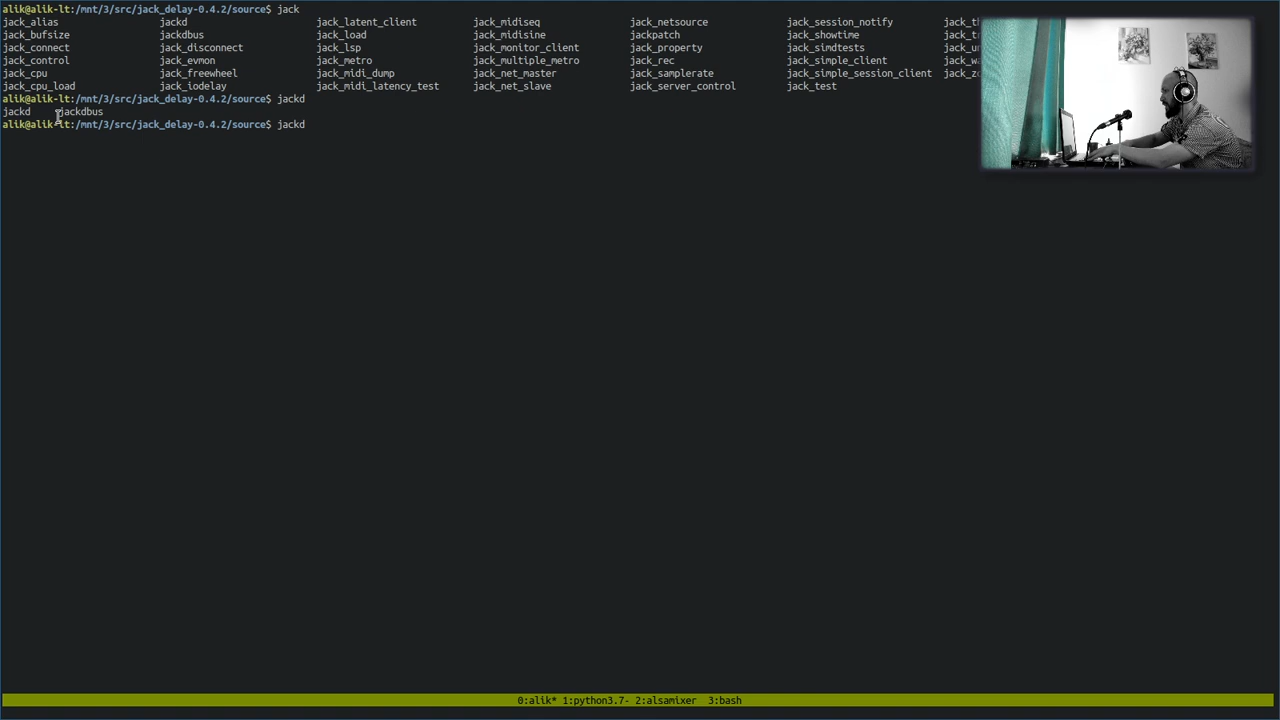 alik@alik-lt:/mnt/3/src/jack_delay-0.4.2/source$ jack
jack_alias jackd jack_latent_client jack_midiseq jack_netsource jack_session_notify
jack_bufsize jackdbus jack_load jack_midisine jackpatch jack_showtime
jack_connect jack_disconnect jack_lsp jack_monitor_client jack_property jack_simdtests
jack_control jack_evmon jack_metro jack_multiple_metro jack_rec jack_simple_client
jack_cpu jack_freewheel jack_midi_dump jack_net_master jack_samplerate jack_simple_session_client
jack_cpu_load jack_iodelay jack_midi_latency_test jack_net_slave jack_server_control jack_test
alik@alik-lt:/mnt/3/src/jack_delay-0.4.2/source$ jackd
jackd jackdbus
alik@alik-lt:/mnt/3/src/jack_delay-0.4.2/source$ jackd
0:alik* 1:python3.7- 2:alsamixer 3:bash